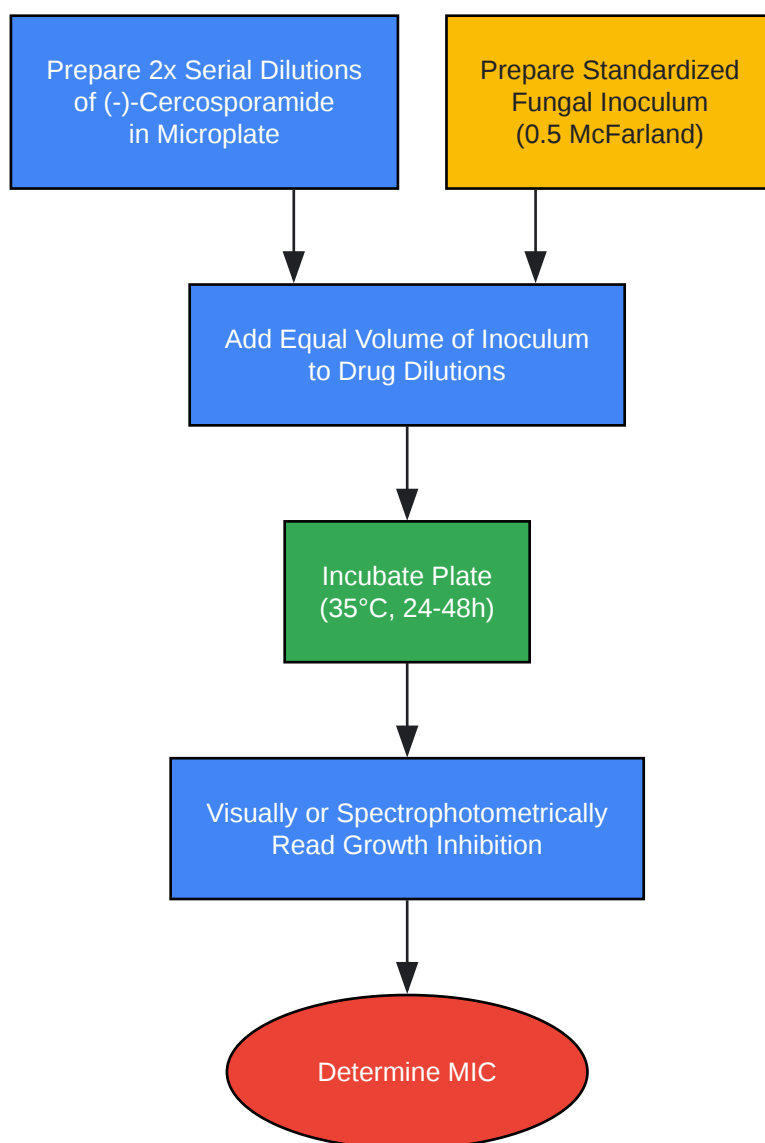 Prepare 2x Serial Dilutions
of (-)-Cercosporamide
in Microplate
Prepare Standardized
Fungal Inoculum
(0.5 McFarland)
Add Equal Volume of Inoculum
to Drug Dilutions
Incubate Plate
(35°C, 24-48h)
Visually or Spectrophotometrically
Read Growth Inhibition
Determine MIC